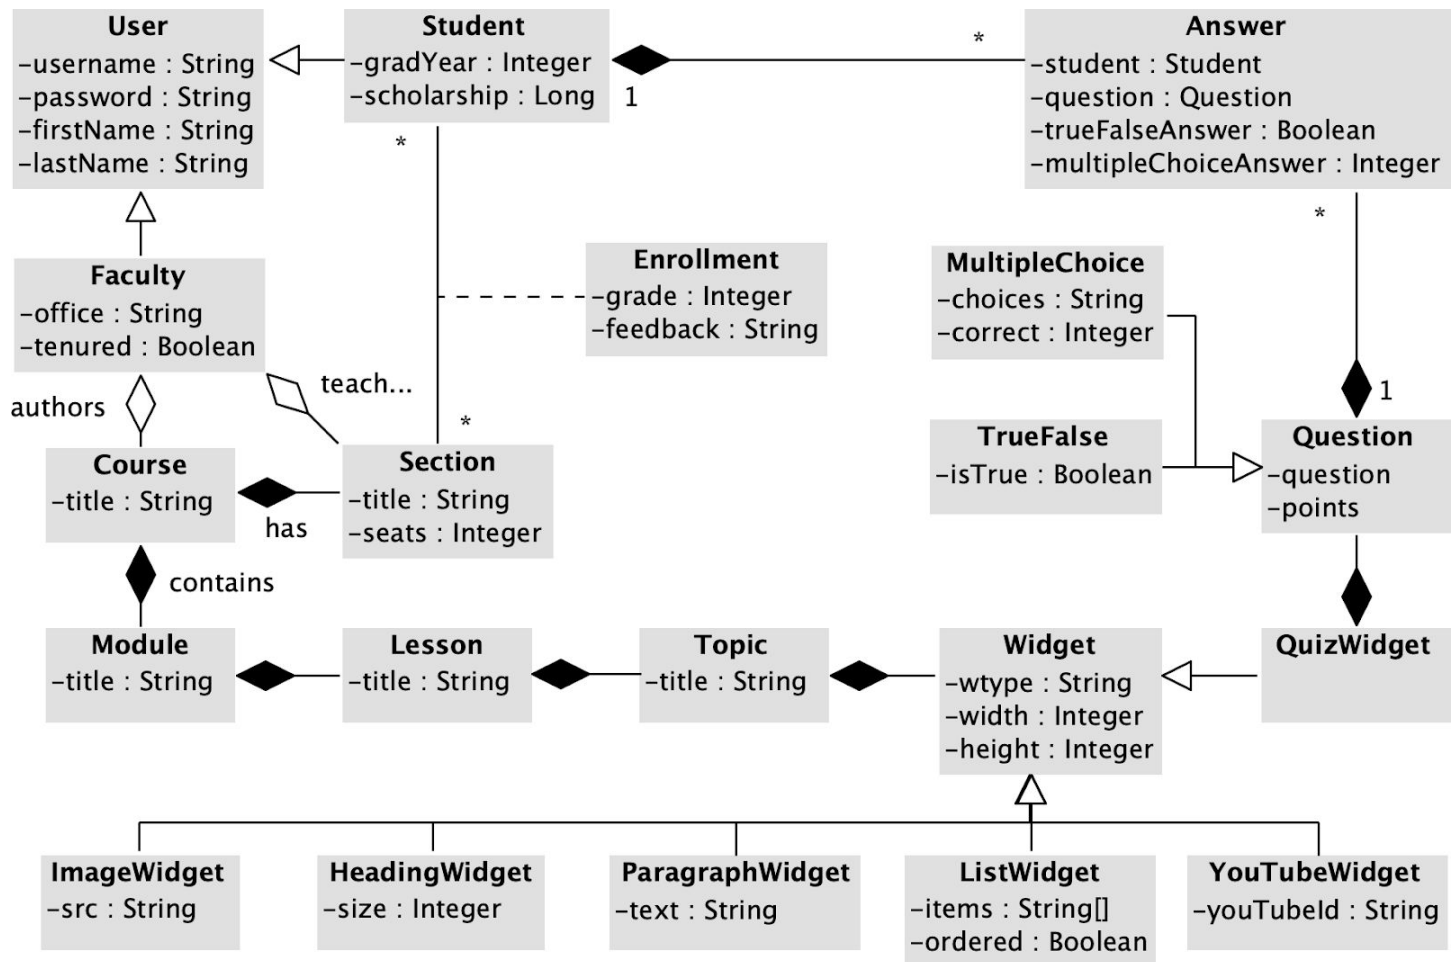 User
-username : String
-password : String
-firstName : String
-lastName : String
Student
-gradYear : Integer
-scholarship : Long
1
*
*
Answer
-student : Student
-question : Question
-trueFalseAnswer : Boolean
-multipleChoiceAnswer : Integer
*
1
Faculty
-office : String
-tenured : Boolean
authors
teach...
Enrollment
-grade : Integer
-feedback : String
MultipleChoice
-choices : String
-correct : Integer
*
Course
-title : String
has
contains
Section
-title : String
-seats : Integer
TrueFalse
-isTrue : Boolean
Question
-question
-points
Module
-title : String
Lesson
-title : String
Topic
-title : String
Widget
-wtype : String
-width : Integer
-height : Integer
QuizWidget
ImageWidget
-src : String
HeadingWidget
-size : Integer
ParagraphWidget
-text : String
ListWidget
-items : String[]
-ordered : Boolean
YouTubeWidget
-youTubeId : String